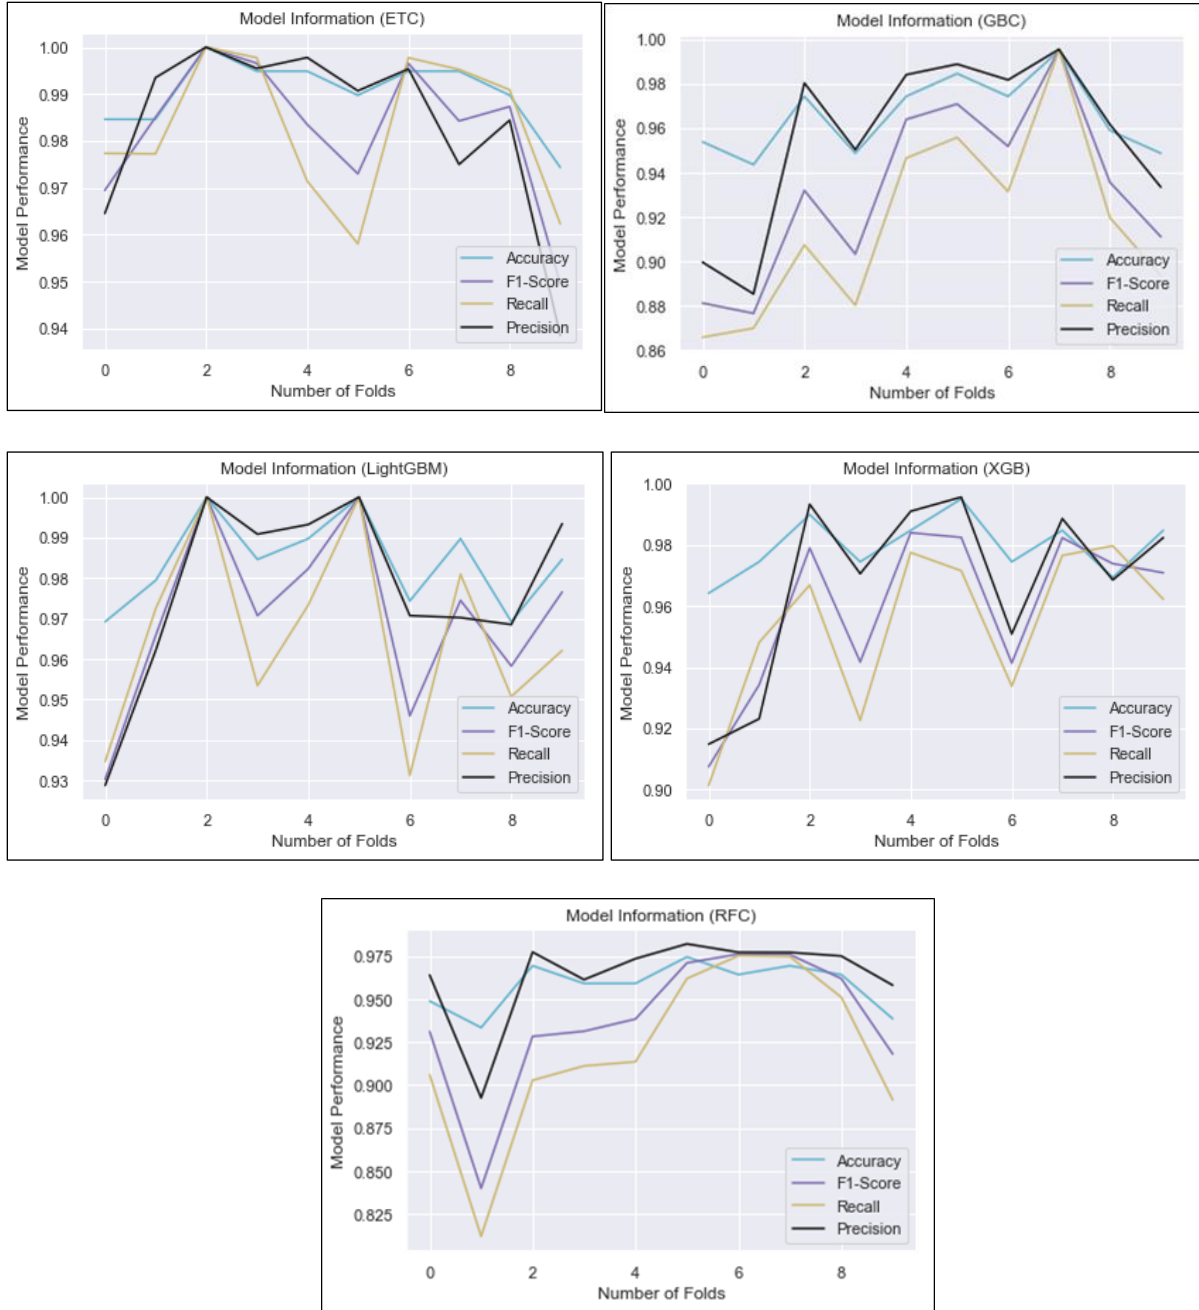 Model Information (ETC)
Model Performance
1.00
0.99
0.98
0.97
0.96
0.95
0.94
Accuracy
F1-Score
Recall
Precision
0 2 4 6 8
Number of Folds
Model Information (GBC)
Model Performance
1.00
0.98
0.96
0.94
0.92
0.90
0.88
0.86
Accuracy
F1-Score
Recall
Precision
0 2 4 6 8
Number of Folds
Model Information (LightGBM)
Model Performance
1.00
0.99
0.98
0.97
0.96
0.95
0.94
0.93
Accuracy
F1-Score
Recall
Precision
0 2 4 6 8
Number of Folds
Model Information (XGB)
Model Performance
1.00
0.98
0.96
0.94
0.92
0.90
Accuracy
F1-Score
Recall
Precision
0 2 4 6 8
Number of Folds
Model Information (RFC)
Model Performance
0.975
0.950
0.925
0.900
0.875
0.850
0.825
Accuracy
F1-Score
Recall
Precision
0 2 4 6 8
Number of Folds